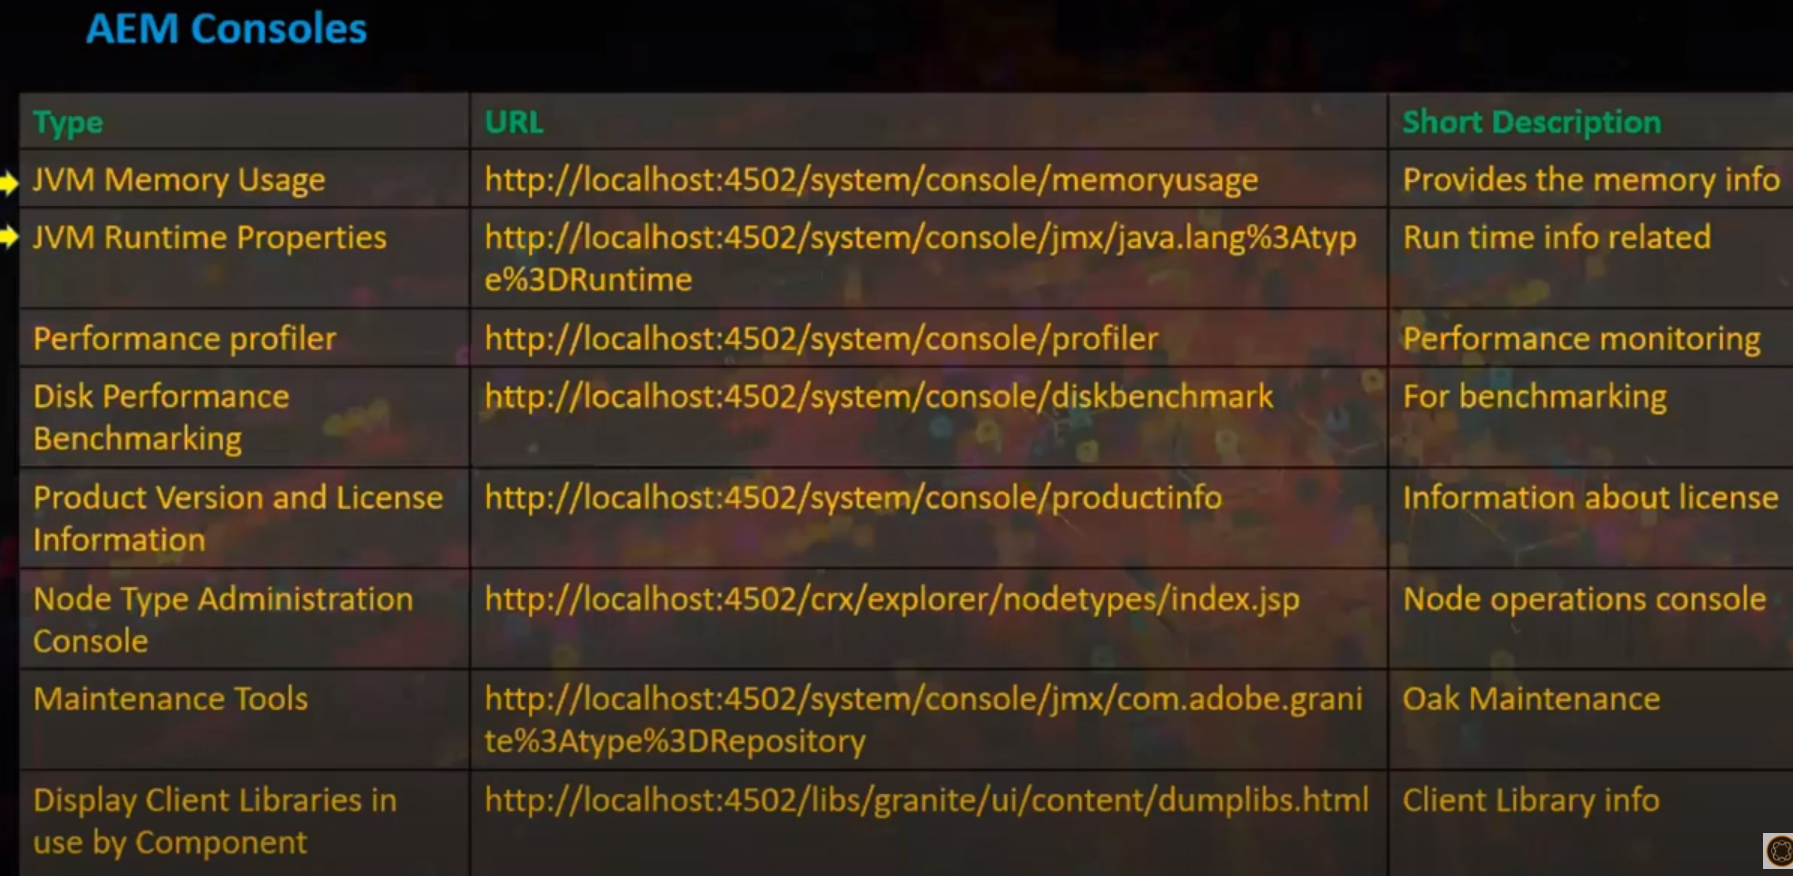 AEM Consoles
Type URL Short Description
JVM Memory Usage http://localhost:4502/system/console/memoryusage Provides the memory info
JVM Runtime Properties http://localhost:4502/system/console/jmx/java.lang%3Atyp Run time info related
e%3DRuntime
Performance profiler http://localhost:4502/system/console/profiler Performance monitoring
Disk Performance http://localhost:4502/system/console/diskbenchmark For benchmarking
Benchmarking
Product Version and License http://localhost:4502/system/console/productinfo Information about license
Information
Node Type Administration http://localhost:4502/crx/explorer/nodetypes/index.jsp Node operations console
Console
Maintenance Tools http://localhost:4502/system/console/jmx/com.adobe.grani Oak Maintenance
te%3Atype%3DRepository
Display Client Libraries in http://localhost:4502/libs/granite/ui/content/dumplibs.html Client Library info
use by Component